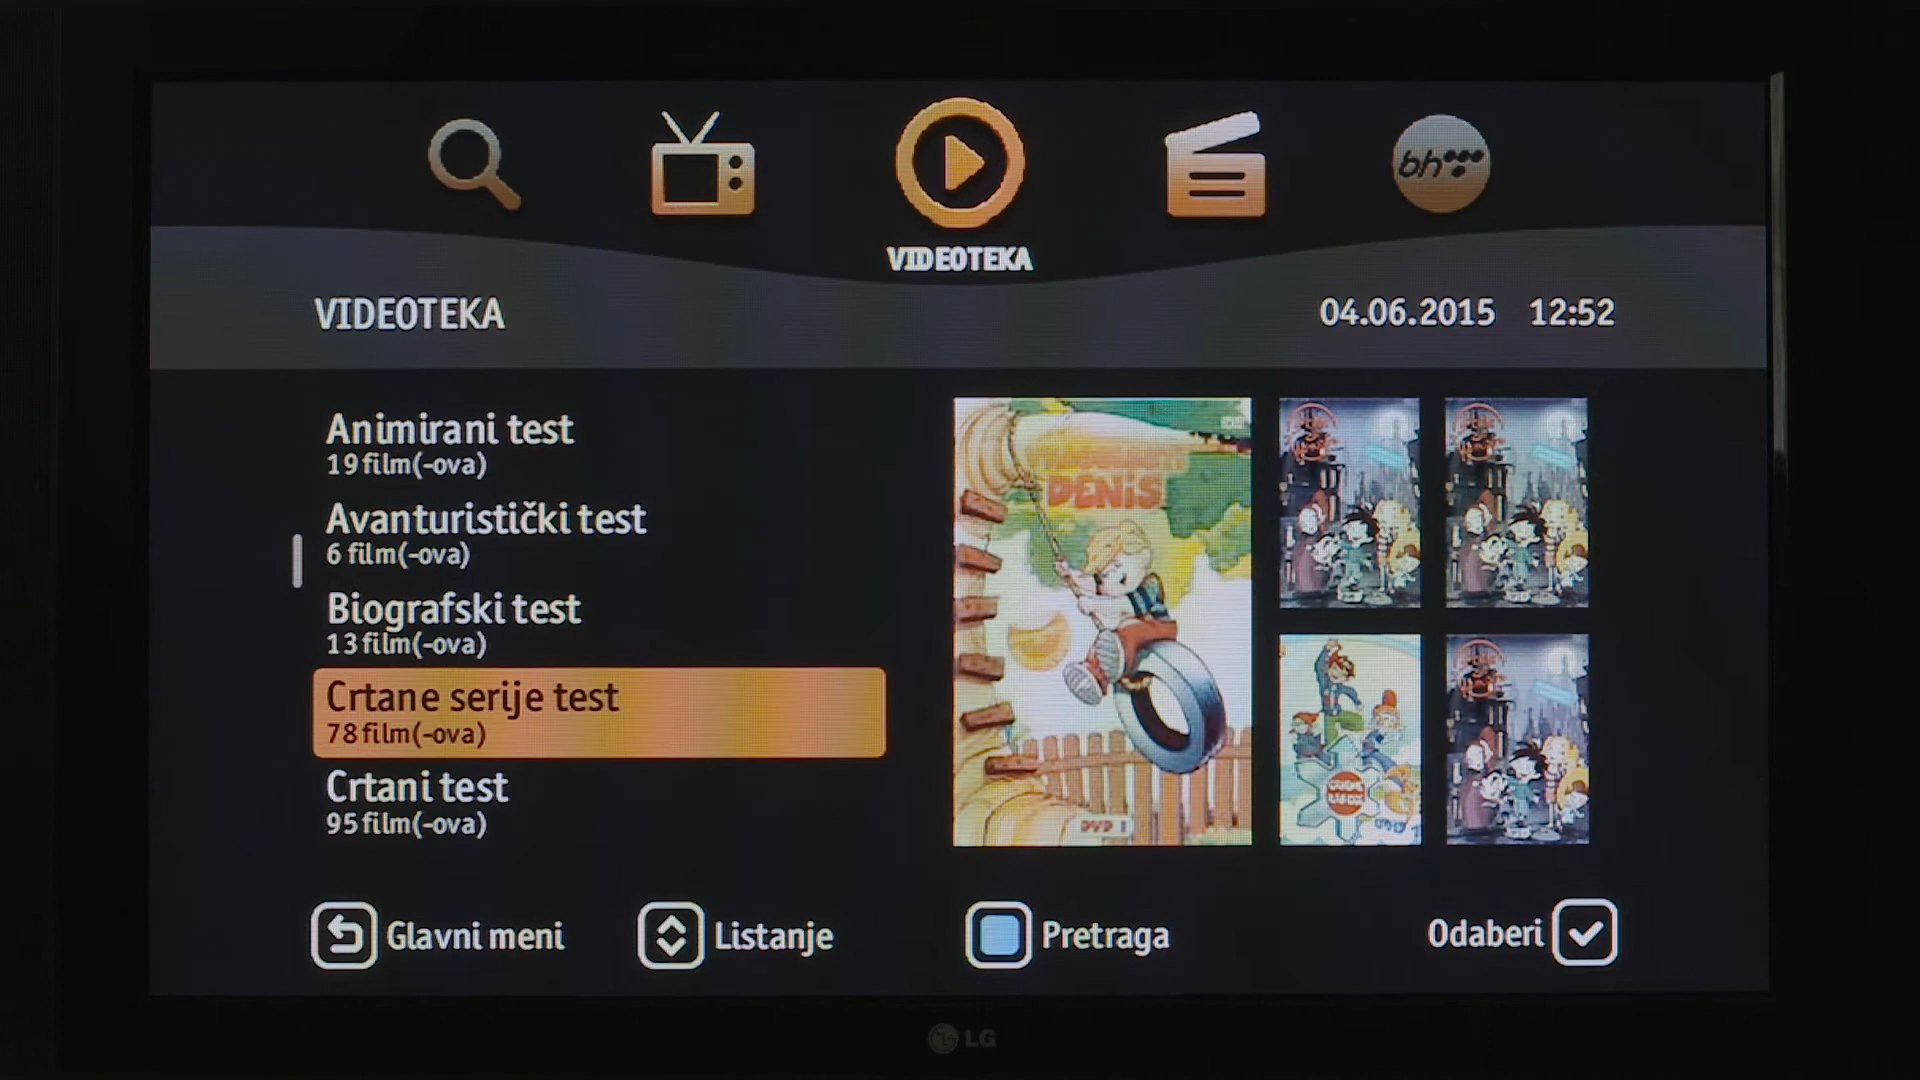 bh
VIDEOTEKA
VIDEOTEKA
04.06.2015 12:52
Animirani test
19 film(-ova)
Avanturistički test
6 film(-ova)
Biografski test
13 film(-ova)
Crtane serije test
78 film(-ova)
Crtani test
95 film(-ova)
DENIS
DVD 1
Glavni meni
Listanje
Pretraga
Odaberi
LG